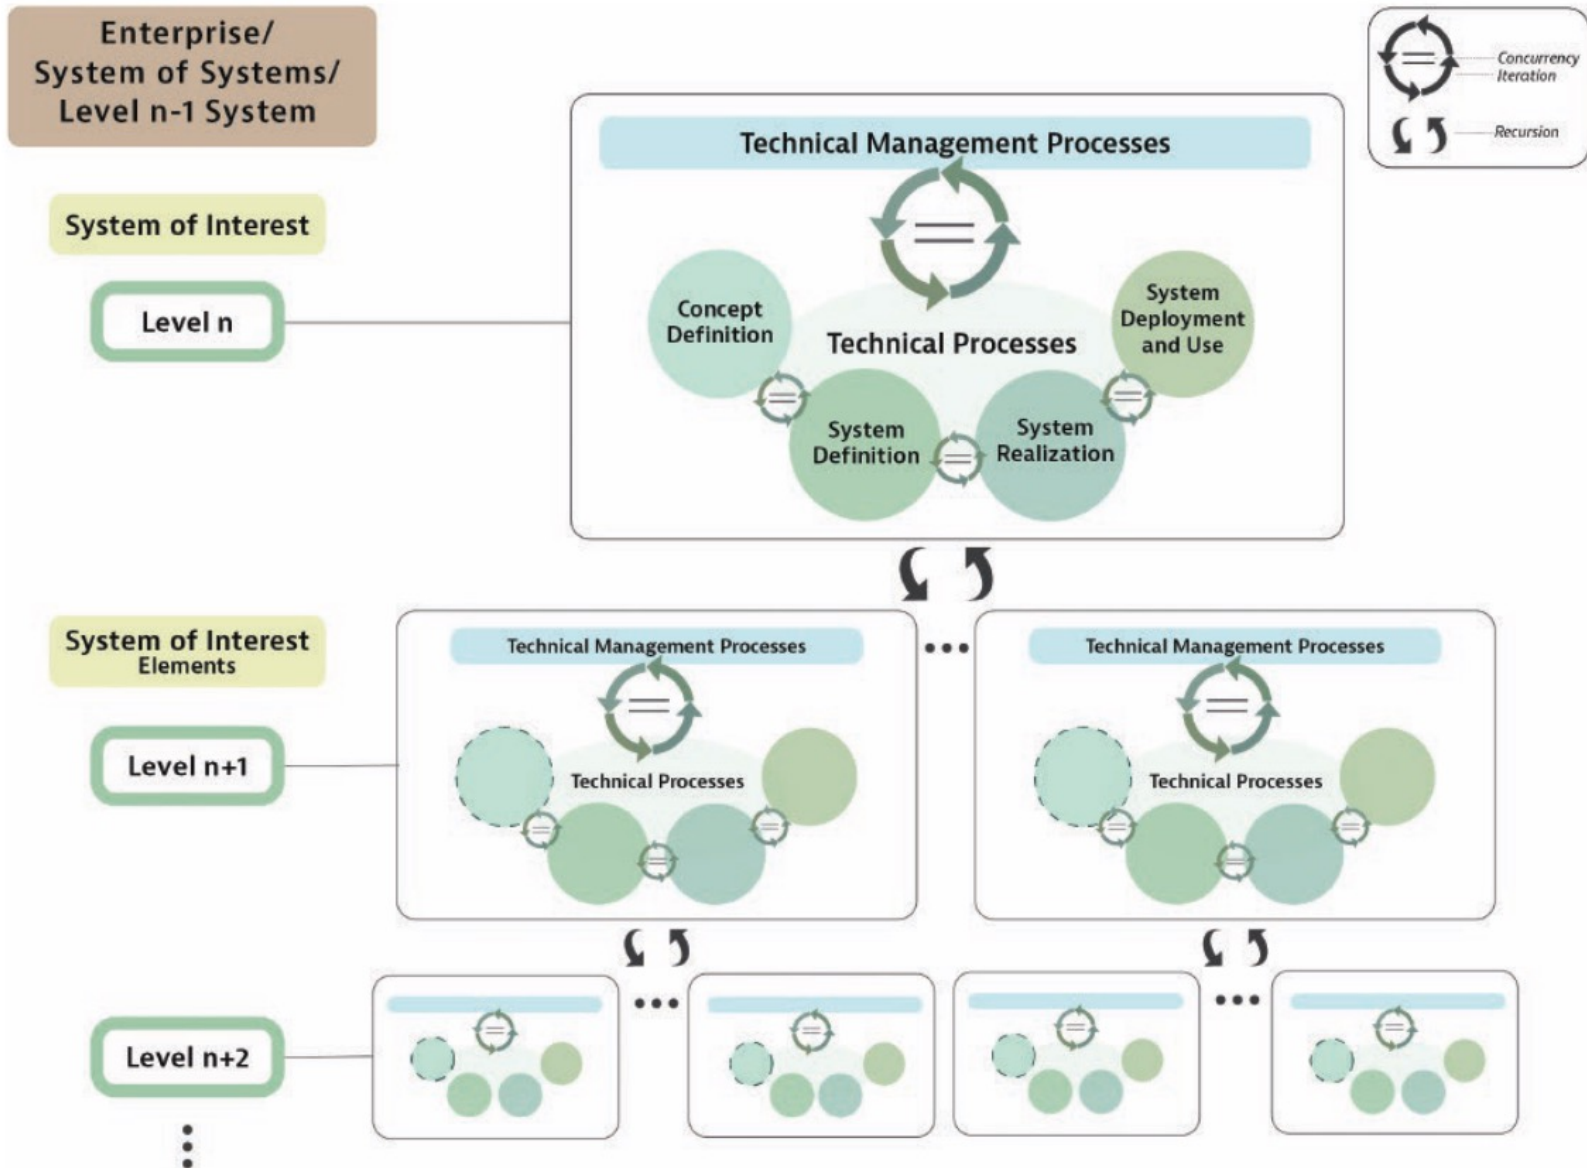 Enterprise/
System of Systems/
Level n-1 System
Concurrency
Iteration
Recursion
System of Interest
Level n
Technical Management Processes
Concept
Definition
System
Deployment
and Use
Technical Processes
System
Definition
System
Realization
System of Interest
Elements
Level n+1
Technical Management Processes
Technical Processes
Technical Management Processes
Technical Processes
Level n+2